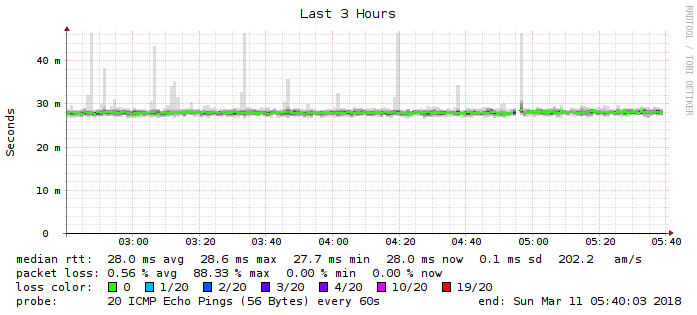 Last 3 Hours
RRDTOOL / TOBI OETIKER
Seconds
40 m
30 m
20 m
10 m
0
03:00 03:20 03:40 04:00 04:20 04:40 05:00 05:20 05:40
median rtt: 28.0 ms avg 28.6 ms max 27.7 ms min 28.0 ms now 0.1 ms sd 202.2 am/s
packet loss: 0.56 % avg 88.33 % max 0.00 % min 0.00 % now
loss color: 0 1/20 2/20 3/20 4/20 10/20 19/20
probe: 20 ICMP Echo Pings (56 Bytes) every 60s end: Sun Mar 11 05:40:03 2018